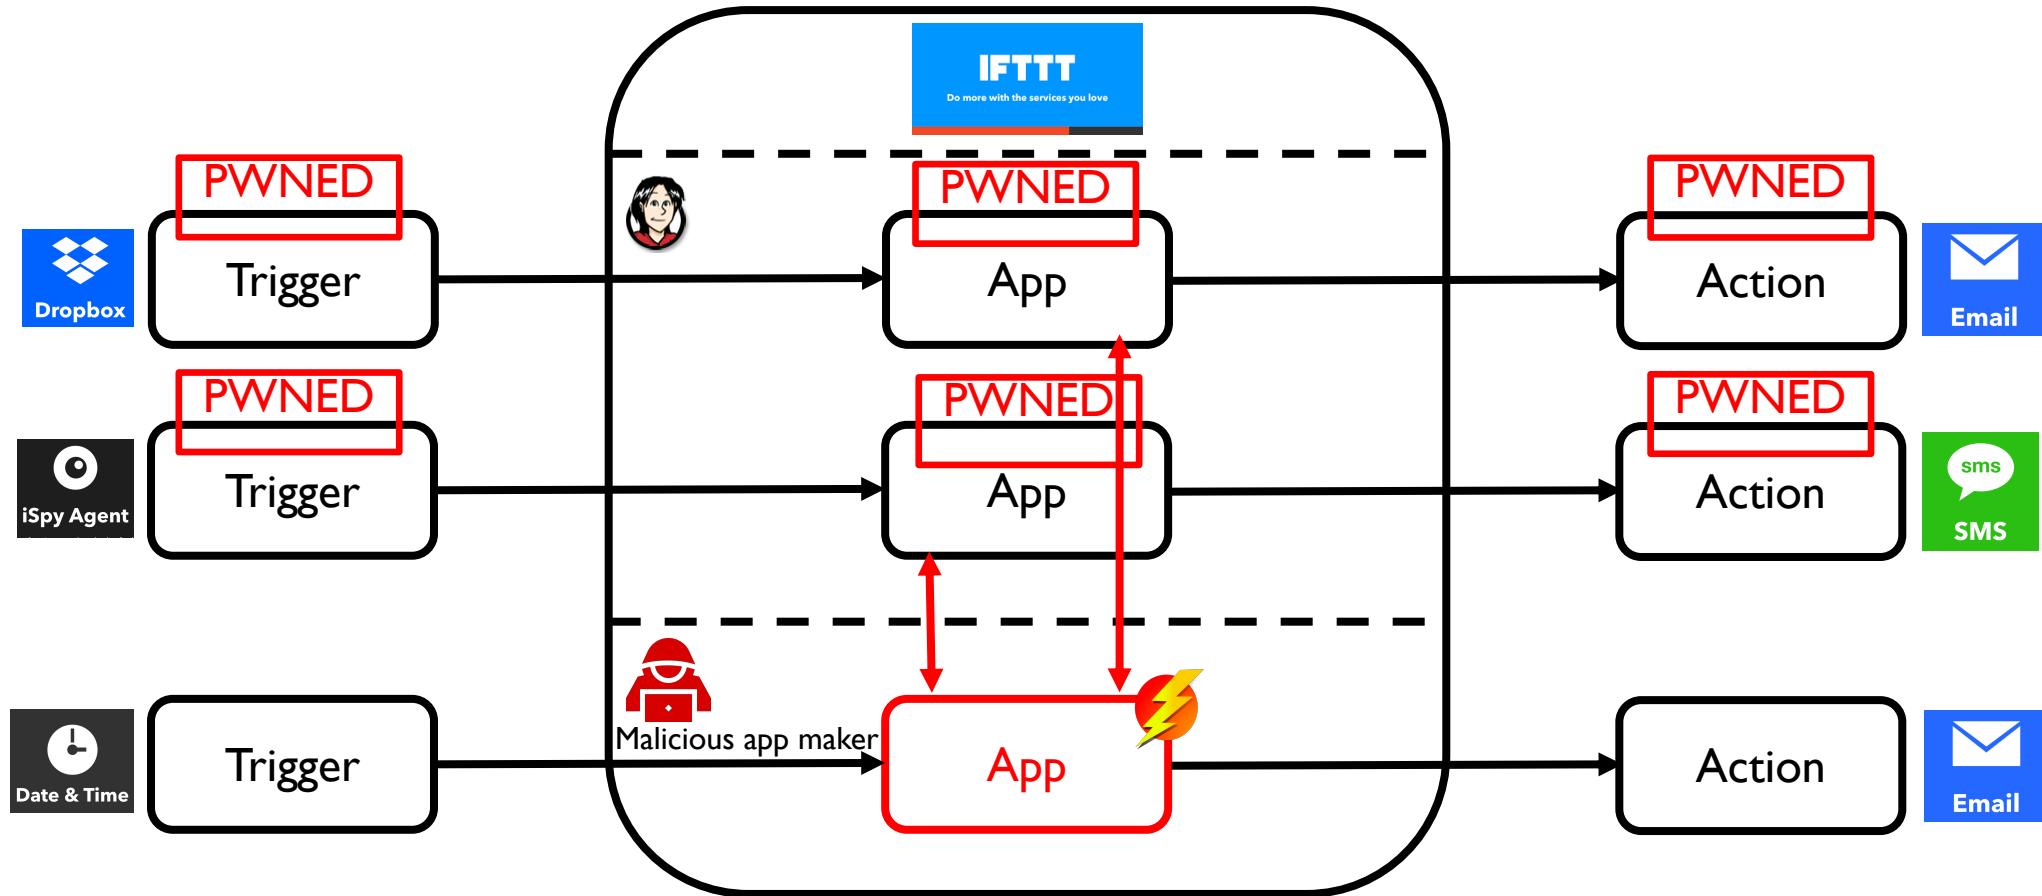 IFTTT
Do more with the services you love
PWNED
PWNED
PWNED
Dropbox
Trigger
App
Action
Email
PWNED
PWNED
PWNED
iSpy Agent
Trigger
App
Action
sms
SMS
Malicious app maker
Date & Time
Trigger
App
Action
Email